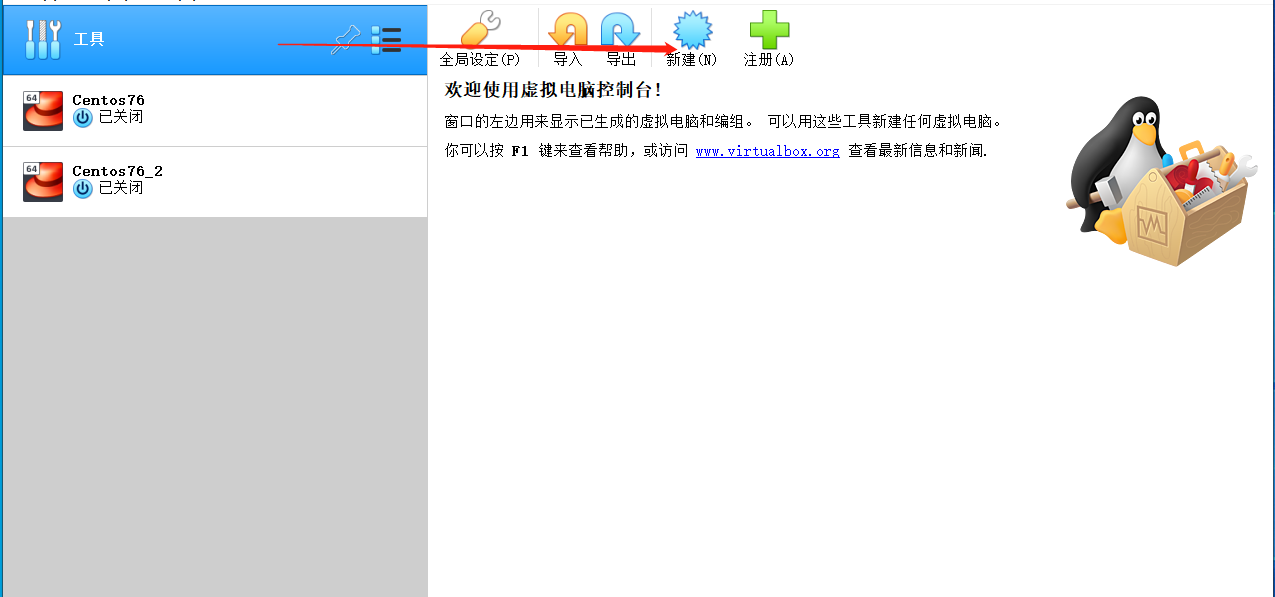 工具
全局设定(P) 导入 导出 新建(N) 注册(A)
64
Centos76
已关闭
64
Centos76_2
已关闭
欢迎使用虚拟电脑控制台!
窗口的左边用来显示已生成的虚拟电脑和编组。 可以用这些工具新建任何虚拟电脑。
你可以按 F1 键来查看帮助，或访问 www.virtualbox.org 查看最新信息和新闻.